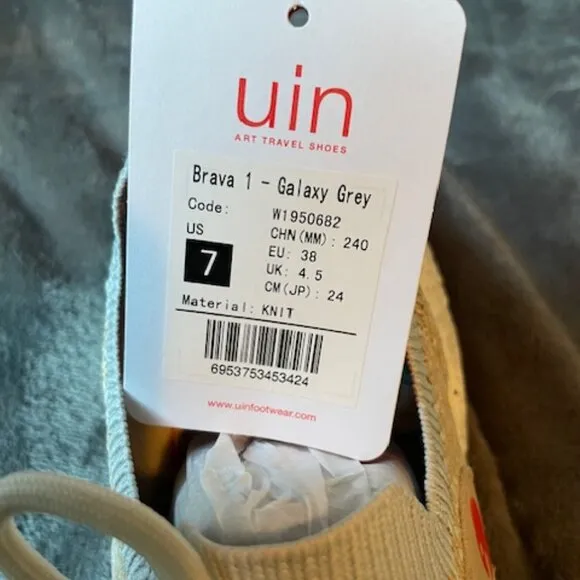 uin
ART TRAVEL SHOES
Brava 1 - Galaxy Grey
Code: W1950682
US CHN(MM): 240
7 EU: 38
UK: 4.5
CM(JP): 24
Material: KNIT
6953753453424
www.uinfootwear.com